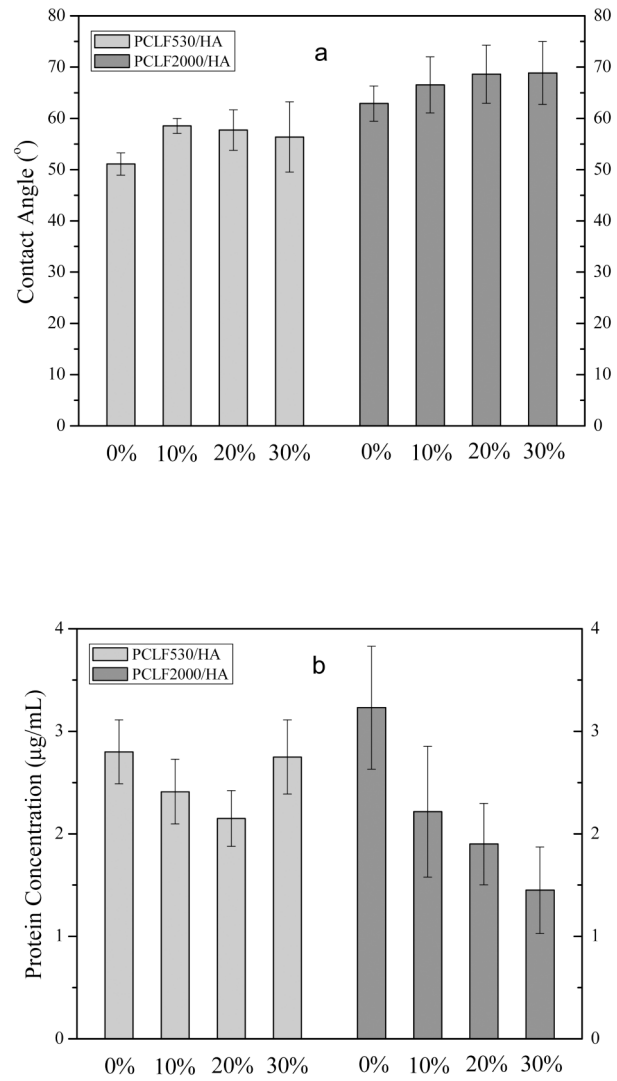 80
80
PCLF530/HA
a
PCLF2000/HA
70
70
60
60
50
50
40
40
30
30
20
20
10
10
0
0
Contact Angle (°)
0% 10% 20% 30% 0% 10% 20% 30%
4
4
PCLF530/HA
b
PCLF2000/HA
3
3
2
2
1
1
0
0
Protein Concentration (μg/mL)
0% 10% 20% 30% 0% 10% 20% 30%